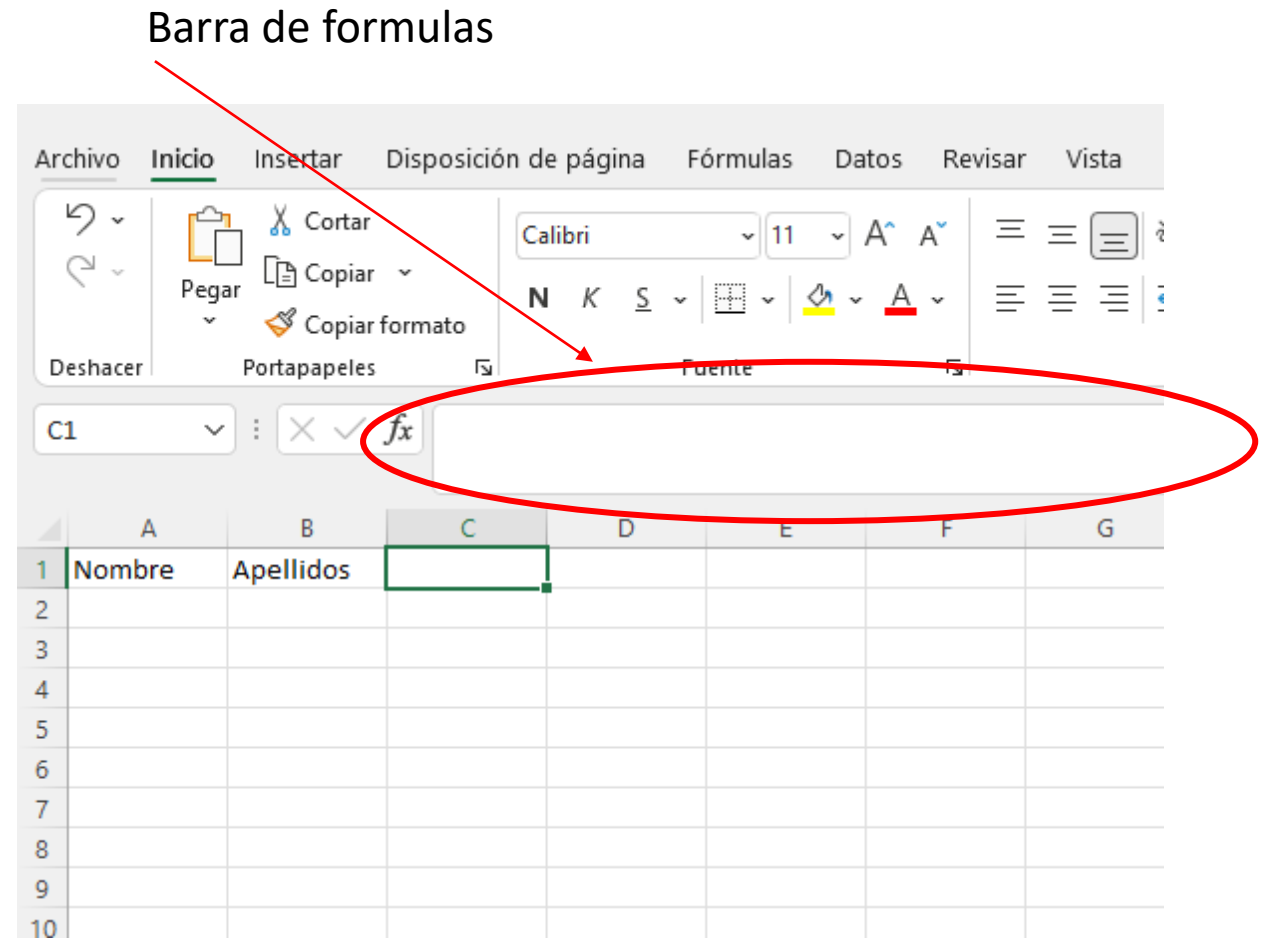 Barra de formulas
Archivo Inicio Insertar Disposición de página Fórmulas Datos Revisar Vista
Cortar
Calibri 11 A A
Copiar
Pegar
N K S A
Copiar formato
Deshacer Portapapeles Fuente
C1 fx
A B C D E F G
1 Nombre Apellidos
2
3
4
5
6
7
8
9
10